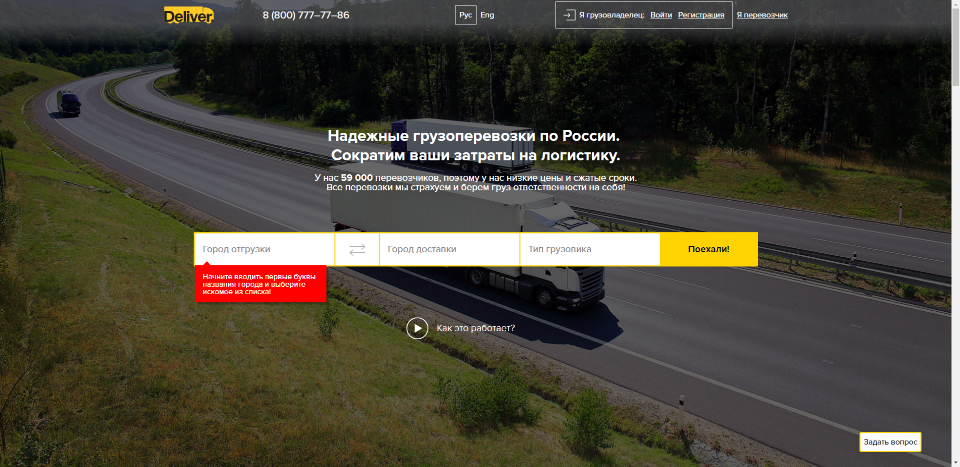 Deliver
8 (800) 777–77–86
Рус Eng
Я грузовладелец: Войти Регистрация
Я перевозчик
Надежные грузоперевозки по России.
Сократим ваши затраты на логистику.
У нас 59 000 перевозчиков, поэтому у нас низкие цены и сжатые сроки.
Все перевозки мы страхуем и берем груз ответственности на себя!
Город отгрузки
Город доставки
Тип грузовика
Поехали!
Начните вводить первые буквы
названия города и выберите
искомое из списка!
Как это работает?
Задать вопрос